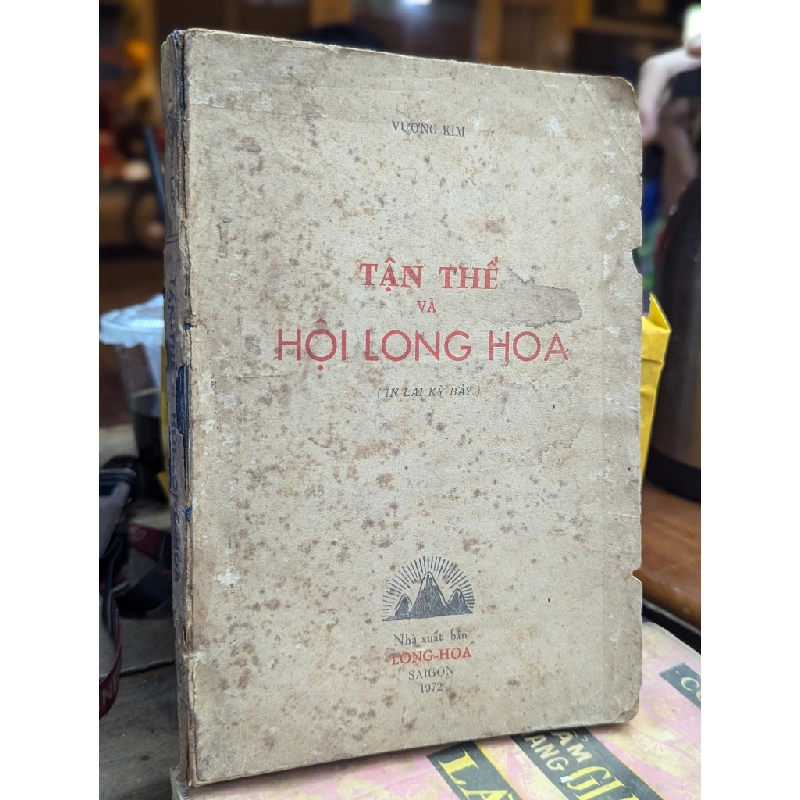 VƯƠNG KIM
TẬN THẾ
VÀ
HỘI LONG HOA
( IN LẠI KỲ BẢY )
Nhà xuất bản
LONG-HOA
SAIGON
1972